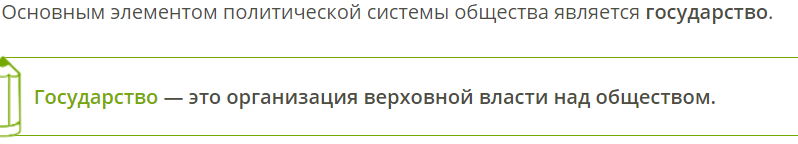 Основным элементом политической системы общества является государство.
Государство — это организация верховной власти над обществом.